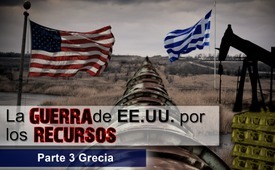 La GUERRA de EE.UU. por
los RECURSOS
Parte 3 Grecia